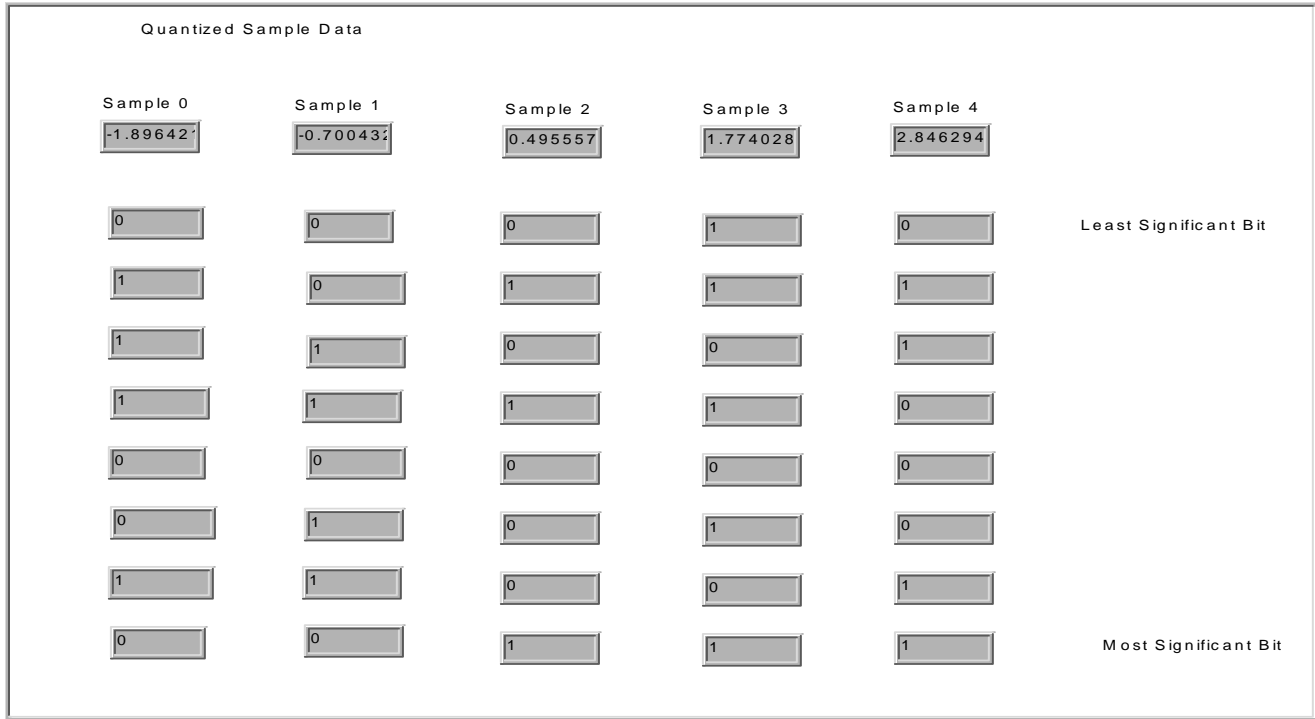 Quantized Sample Data
Sample 0 Sample 1 Sample 2 Sample 3 Sample 4
-1.896421 -0.700432 0.495557 1.774028 2.846294
0 0 0 1 0 Least Significant Bit
1 0 1 1 1
1 1 0 0 1
1 1 1 1 0
0 0 0 0 0
0 1 0 1 0
1 1 0 0 1
0 0 1 1 1 Most Significant Bit